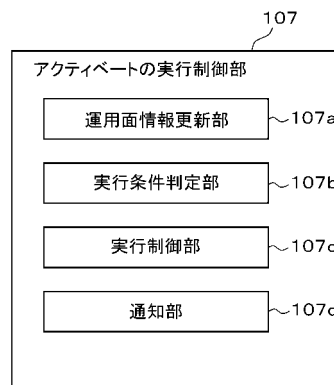 107
アクティベートの実行制御部
運用面情報更新部
107a
実行条件判定部
107b
実行制御部
107c
通知部
107d